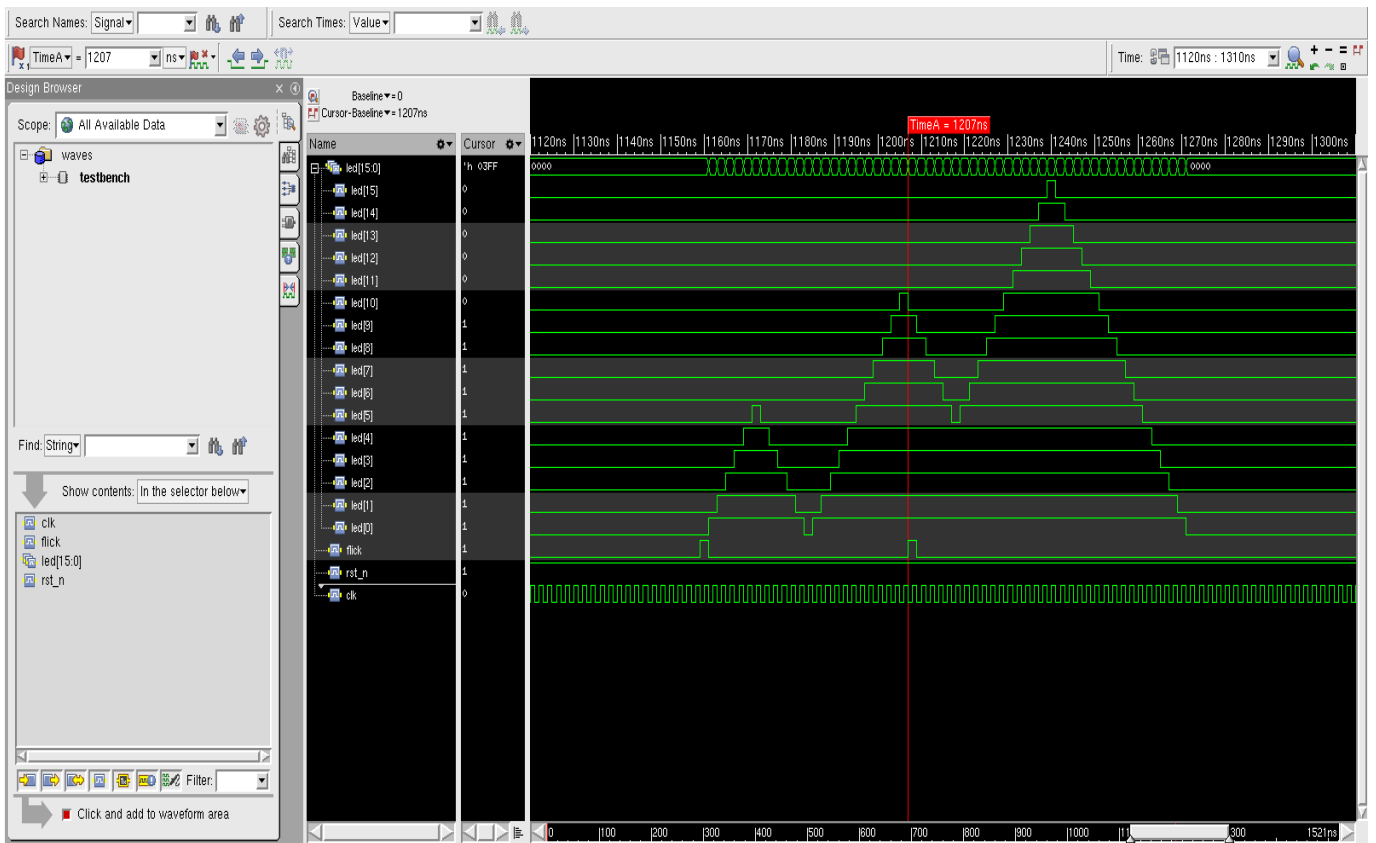 Search Names: Signal Search Times: Value
TimeA = 1207 ns Time: 1120ns : 1310ns
Design Browser
Scope: All Available Data
waves
testbench
Find: String
Show contents: In the selector below
clk
flick
led[15:0]
rst_n
Filter:
Click and add to waveform area
Baseline = 0
Cursor-Baseline = 1207ns
Name Cursor
led[15:0] 'h 03FF
led[15] 0
led[14] 0
led[13] 0
led[12] 0
led[11] 0
led[10] 0
led[9] 1
led[8] 1
led[7] 1
led[6] 1
led[5] 1
led[4] 1
led[3] 1
led[2] 1
led[1] 1
led[0] 1
flick 1
rst_n 1
clk 0
TimeA = 1207ns
1120ns 1130ns 1140ns 1150ns 1160ns 1170ns 1180ns 1190ns 1200ns 1210ns 1220ns 1230ns 1240ns 1250ns 1260ns 1270ns 1280ns 1290ns 1300ns
0000 0000
0 100 200 300 400 500 600 700 800 900 1000 11 300 1521ns